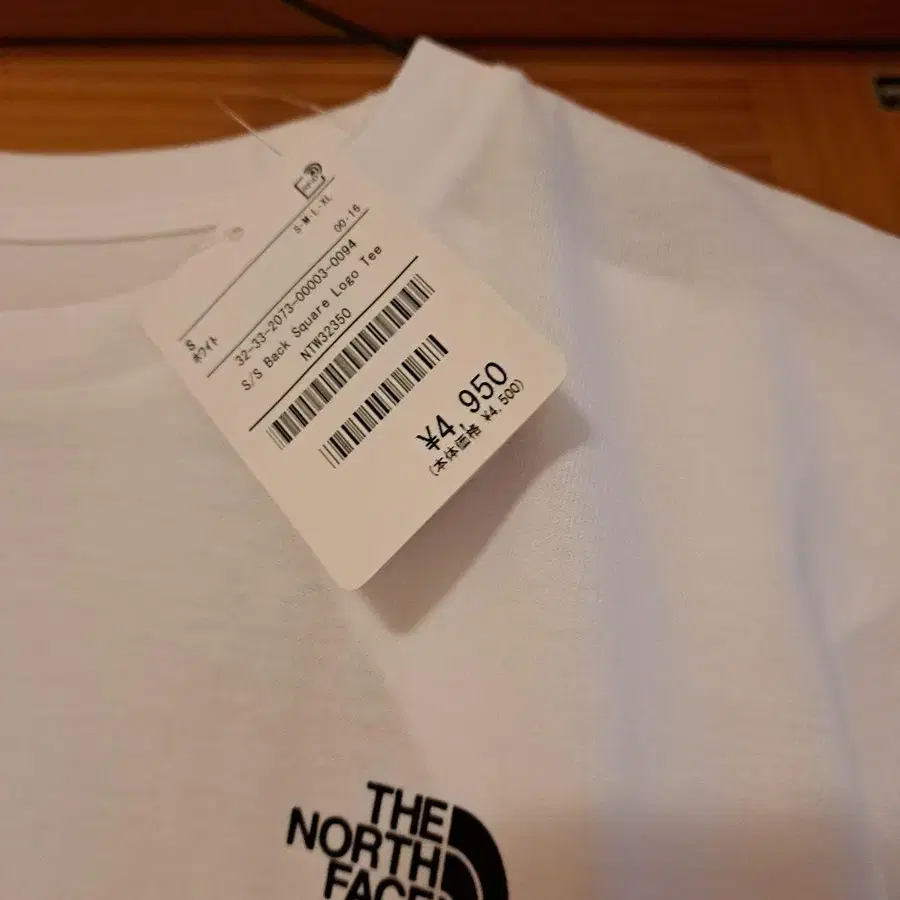 S・M・L・XL
00-16
S
ホワイト
32-33-2073-00003-0094
S/S Back Square Logo Tee
NTW32350
¥4,950
(本体価格 ¥4,500)
THE
NORTH
FACE